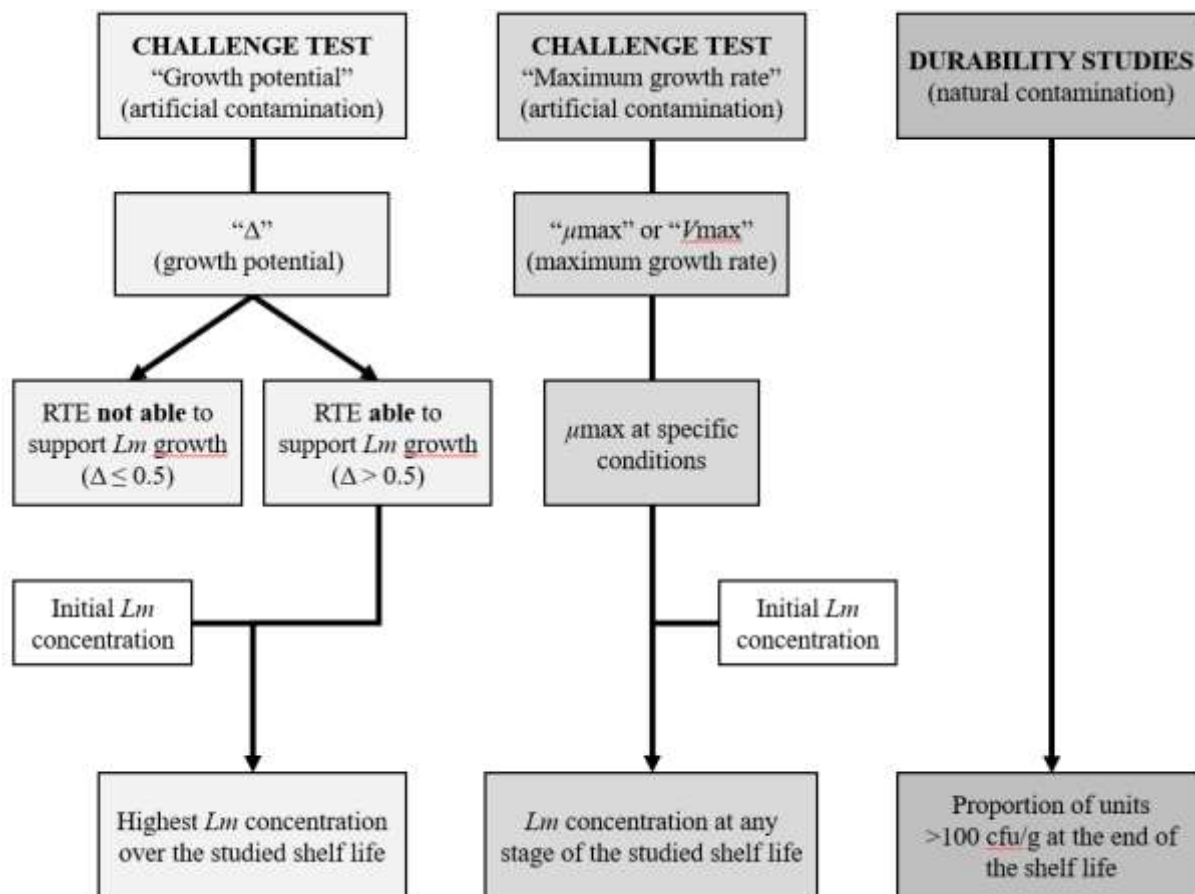 CHALLENGE TEST
“Growth potential”
(artificial contamination)
CHALLENGE TEST
“Maximum growth rate”
(artificial contamination)
DURABILITY STUDIES
(natural contamination)
“Δ”
(growth potential)
“μmax” or “Vmax”
(maximum growth rate)
RTE not able to
support Lm growth
(Δ ≤ 0.5)
RTE able to
support Lm growth
(Δ > 0.5)
μmax at specific
conditions
Initial Lm
concentration
Initial Lm
concentration
Highest Lm concentration
over the studied shelf life
Lm concentration at any
stage of the studied shelf life
Proportion of units
>100 cfu/g at the end of
the shelf life